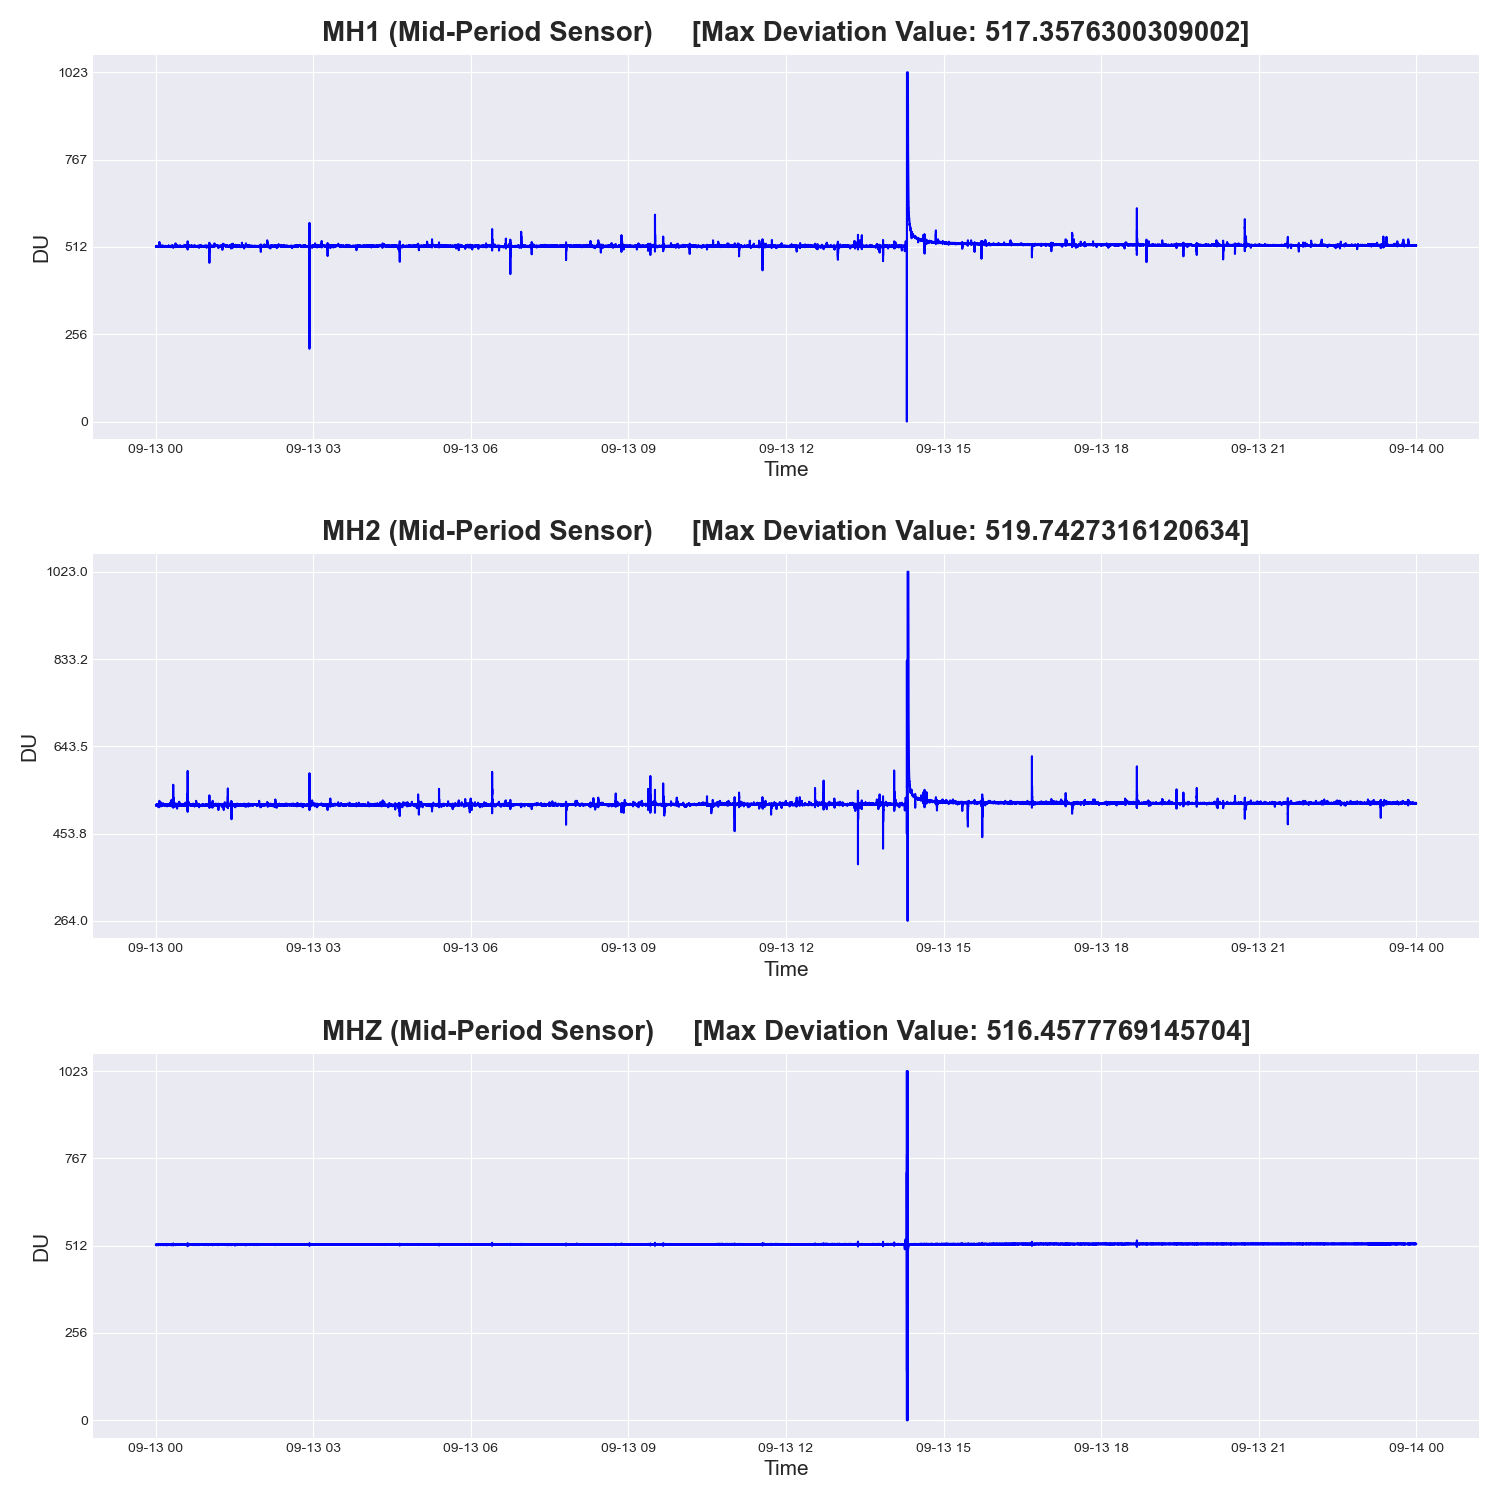 MH1 (Mid-Period Sensor) [Max Deviation Value: 517.3576300309002]
1023
767
512
256
0
DU
09-13 00 09-13 03 09-13 06 09-13 09 09-13 12 09-13 15 09-13 18 09-13 21 09-14 00
Time
MH2 (Mid-Period Sensor) [Max Deviation Value: 519.7427316120634]
1023.0
833.2
643.5
453.8
264.0
DU
09-13 00 09-13 03 09-13 06 09-13 09 09-13 12 09-13 15 09-13 18 09-13 21 09-14 00
Time
MHZ (Mid-Period Sensor) [Max Deviation Value: 516.4577769145704]
1023
767
512
256
0
DU
09-13 00 09-13 03 09-13 06 09-13 09 09-13 12 09-13 15 09-13 18 09-13 21 09-14 00
Time